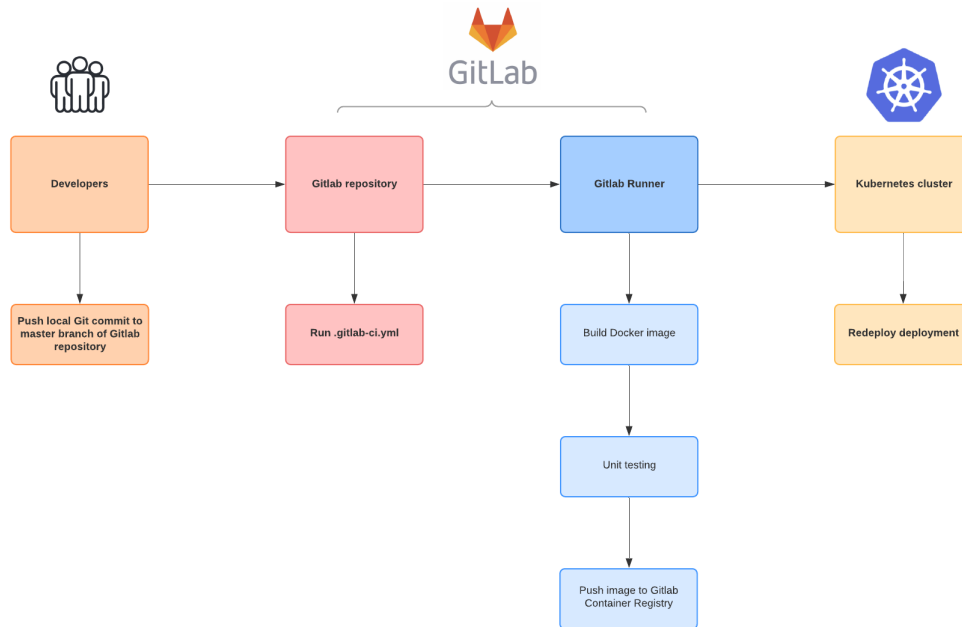 GitLab
Developers
Gitlab repository
Gitlab Runner
Kubernetes cluster
Push local Git commit to
master branch of Gitlab
repository
Run .gitlab-ci.yml
Build Docker image
Redeploy deployment
Unit testing
Push image to Gitlab
Container Registry